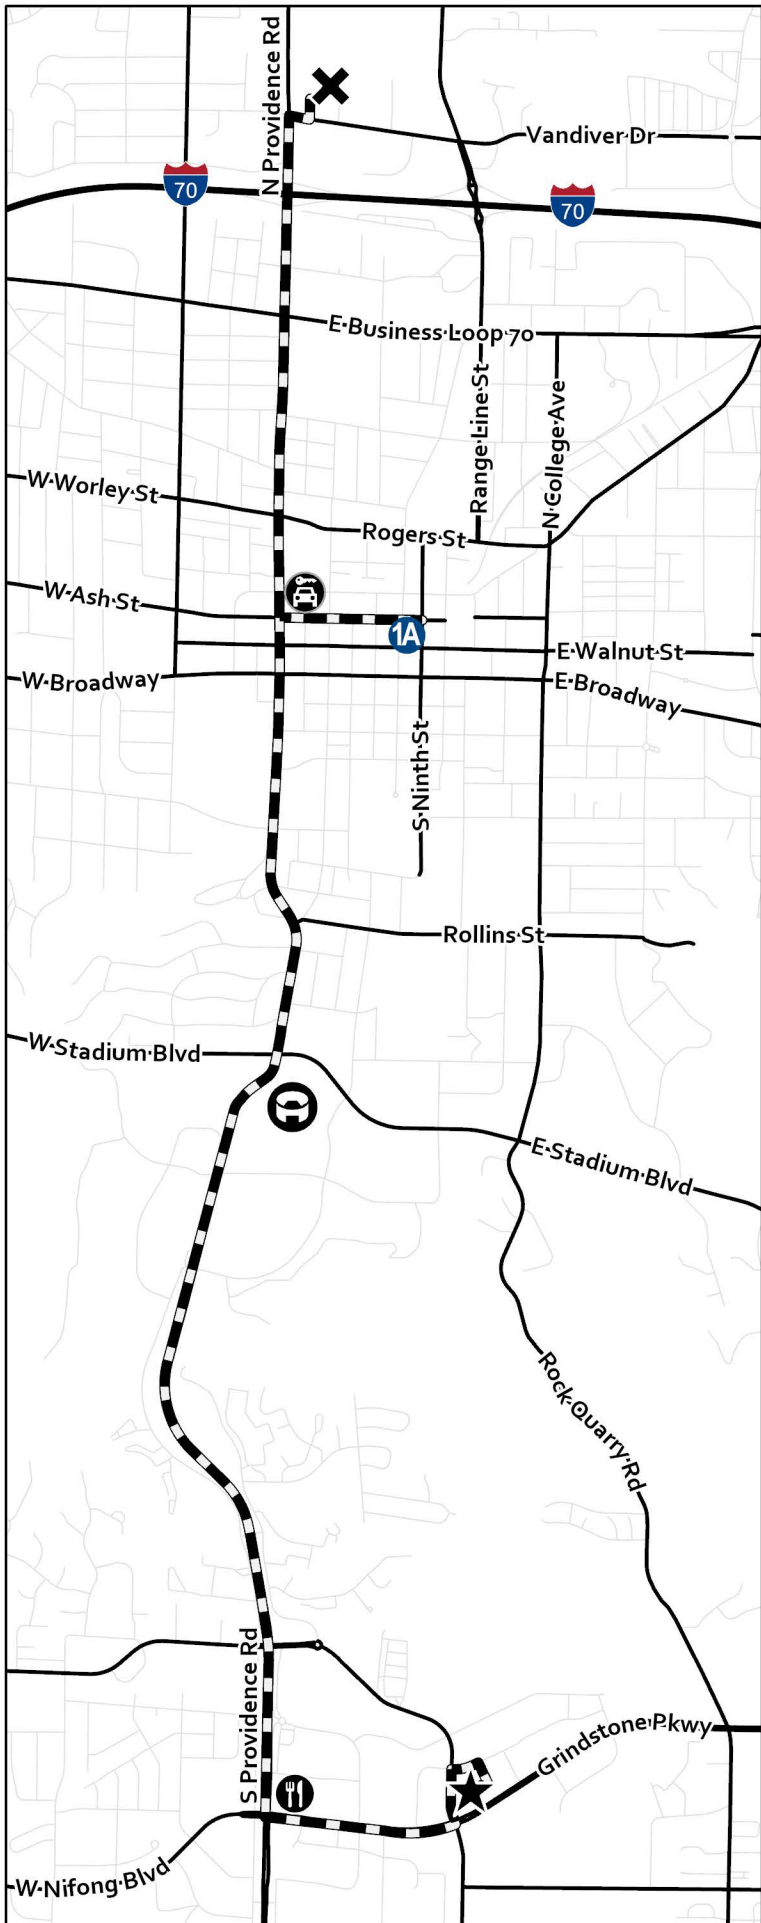 N Providence Rd
Vandiver Dr
70
70
E Business Loop 70
Range Line St
N College Ave
W Worley St
Rogers St
W Ash St
1A
E Walnut St
W Broadway
E Broadway
S Ninth St
Rollins St
W Stadium Blvd
E Stadium Blvd
Rock Quarry Rd
S Providence Rd
Grindstone Pkwy
W Nifong Blvd